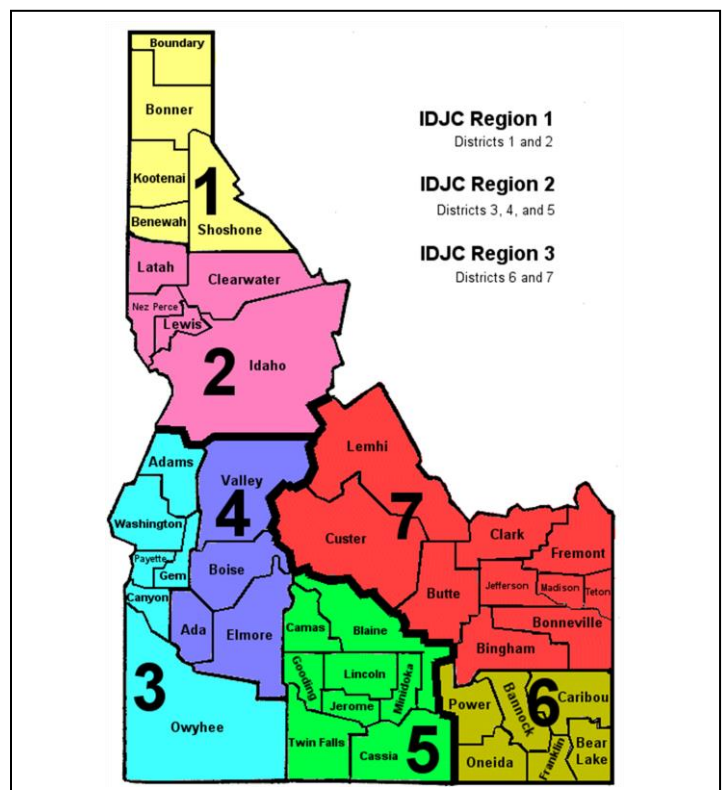 Boundary
Bonner
IDJC Region 1
Districts 1 and 2
Kootenai
1
IDJC Region 2
Districts 3, 4, and 5
Benewah
Shoshone
IDJC Region 3
Districts 6 and 7
Latah
Clearwater
Nez Perce
Lewis
2
Idaho
Lemhi
Adams
Valley
7
4
Washington
Custer
Clark
Fremont
Payette
Gem
Boise
Butte
Jefferson
Madison
Teton
Canyon
Bonneville
Ada
Elmore
Camas
Blaine
Bingham
3
Gooding
Lincoln
Minidoka
Power
Bannock
6
Caribou
Jerome
Owyhee
Twin Falls
Cassia
5
Oneida
Franklin
Bear
Lake